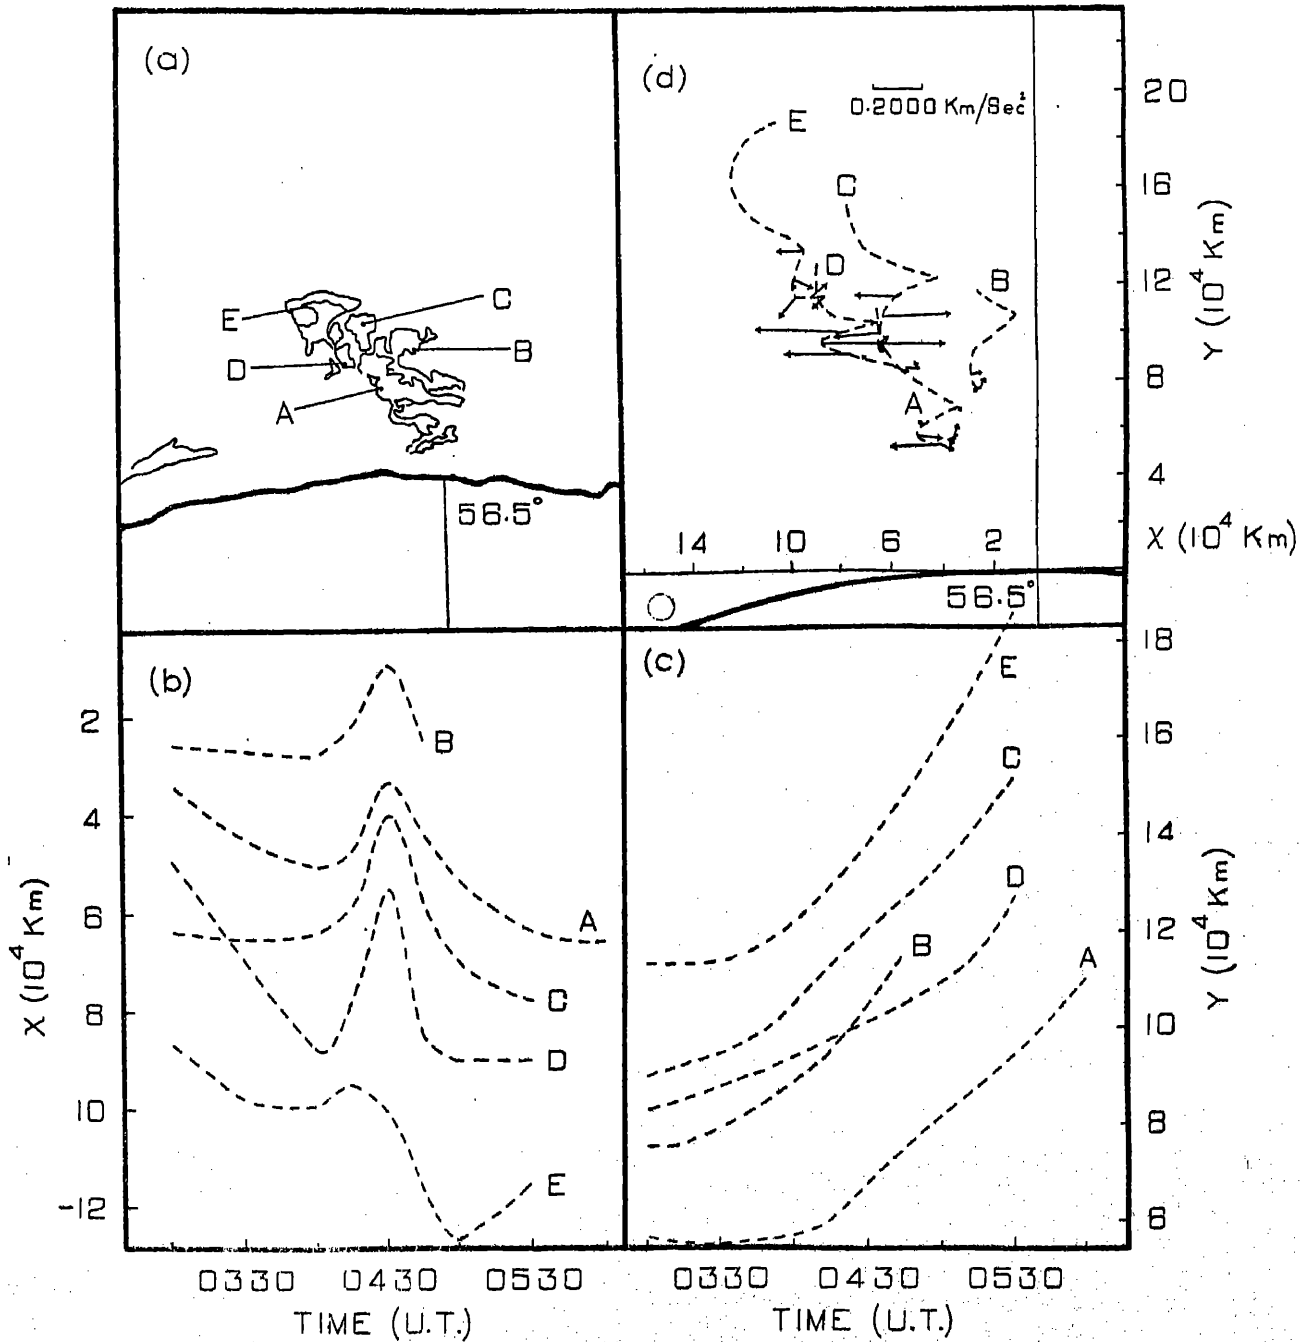 (a)
E
C
B
D
A
56.5°
(d)
0.2000 Km/Sec²
E
C
D
B
A
20
16
12
8
4
Y (10⁴ Km)
14
10
6
2
X (10⁴ Km)
56.5°
(b)
2
4
6
8
10
-12
X (10⁴ Km)
B
A
C
D
E
0330
0430
0530
TIME (U.T.)
(c)
E
C
D
B
A
18
16
14
12
10
8
6
Y (10⁴ Km)
0330
0430
0530
TIME (U.T.)